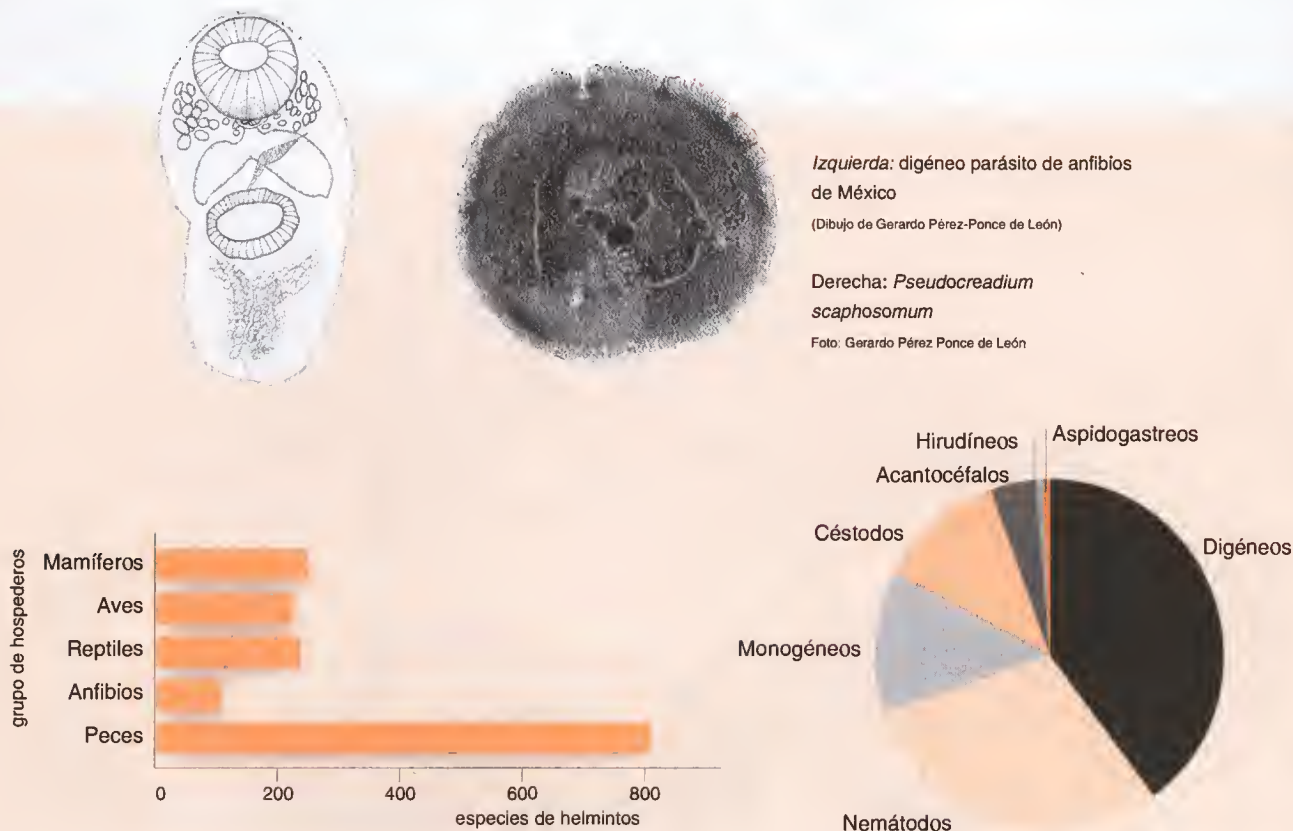 Izquierda: digéneo parásito de anfibios
de México
(Dibujo de Gerardo Pérez-Ponce de León)
Derecha: Pseudocreadium
scaphosomum
Foto: Gerardo Pérez Ponce de León
grupo de hospederos
Mamíferos
Aves
Reptiles
Anfibios
Peces
0 200 400 600 800
especies de helmintos
Hirudíneos
Aspidogastreos
Acantocéfalos
Céstodos
Digéneos
Monogéneos
Nemátodos